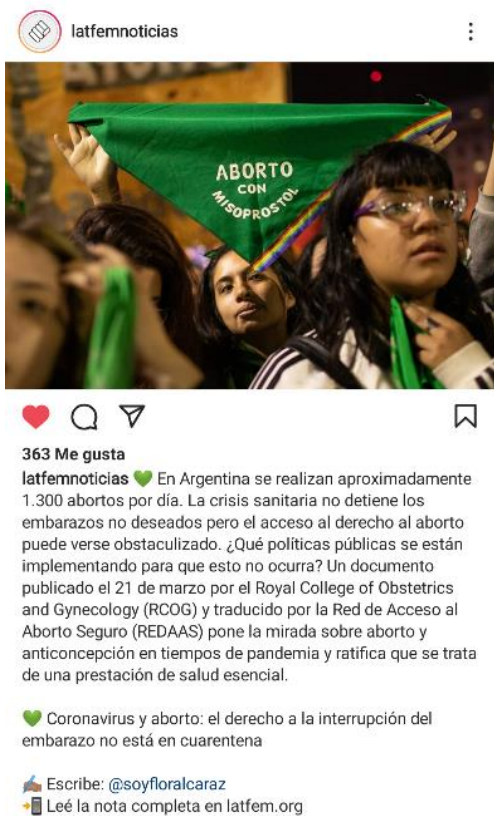 latfemnoticias
ABORTO
CON
MISOPROSTOL
363 Me gusta
latfemnoticias 💚 En Argentina se realizan aproximadamente
1.300 abortos por día. La crisis sanitaria no detiene los
embarazos no deseados pero el acceso al derecho al aborto
puede verse obstaculizado. ¿Qué políticas públicas se están
implementando para que esto no ocurra? Un documento
publicado el 21 de marzo por el Royal College of Obstetrics
and Gynecology (RCOG) y traducido por la Red de Acceso al
Aborto Seguro (REDAAS) pone la mirada sobre aborto y
anticoncepción en tiempos de pandemia y ratifica que se trata
de una prestación de salud esencial.
💚 Coronavirus y aborto: el derecho a la interrupción del
embarazo no está en cuarentena
✍🏽 Escribe: @soyfloralcaraz
📲 Leé la nota completa en latfem.org